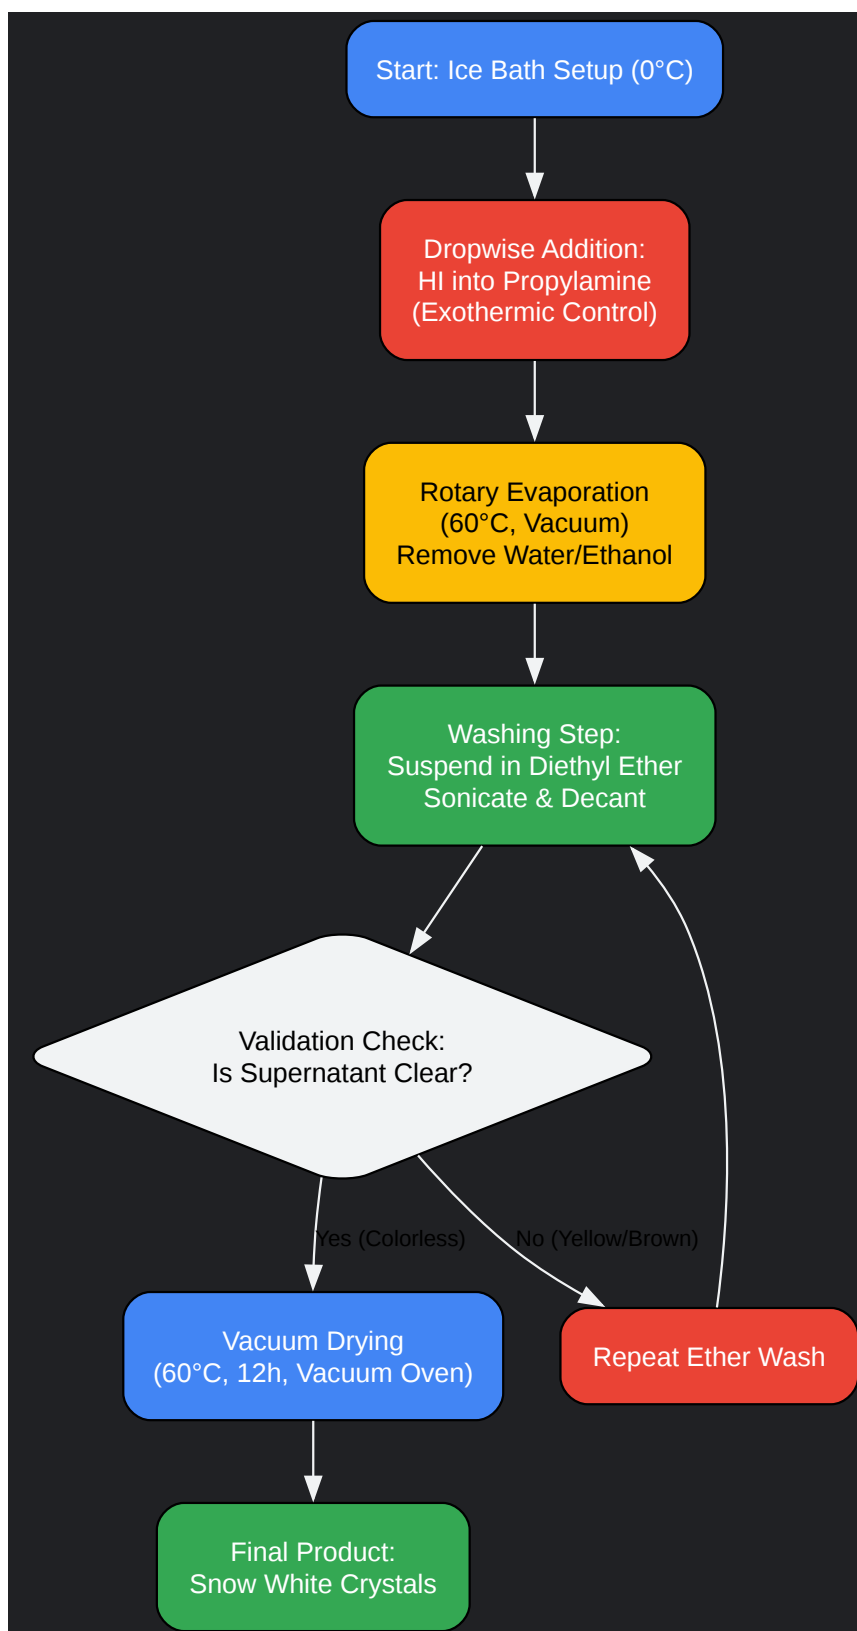 Start: Ice Bath Setup (0°C)
Dropwise Addition:
HI into Propylamine
(Exothermic Control)
Rotary Evaporation
(60°C, Vacuum)
Remove Water/Ethanol
Washing Step:
Suspend in Diethyl Ether
Sonicate & Decant
Validation Check:
Is Supernatant Clear?
Yes (Colorless)
No (Yellow/Brown)
Vacuum Drying
(60°C, 12h, Vacuum Oven)
Repeat Ether Wash
Final Product:
Snow White Crystals